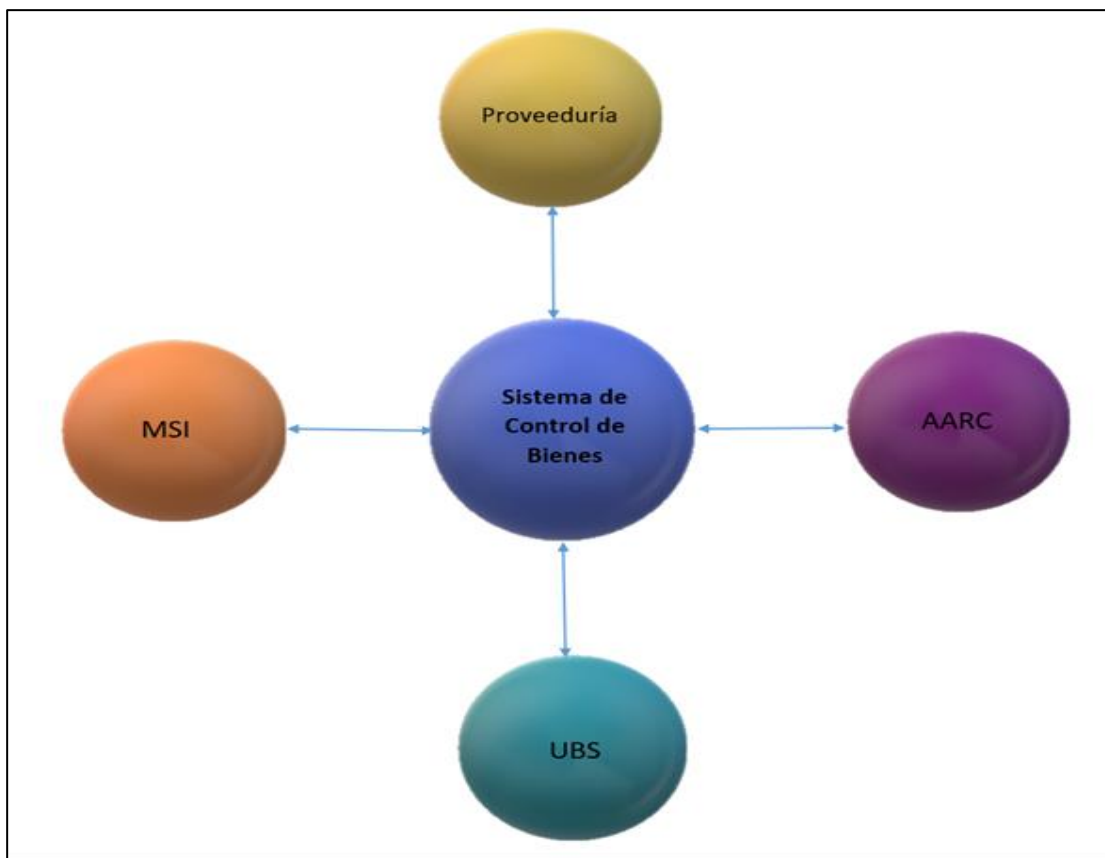 Proveeduría
MSI
Sistema de
Control de
Bienes
AARC
UBS